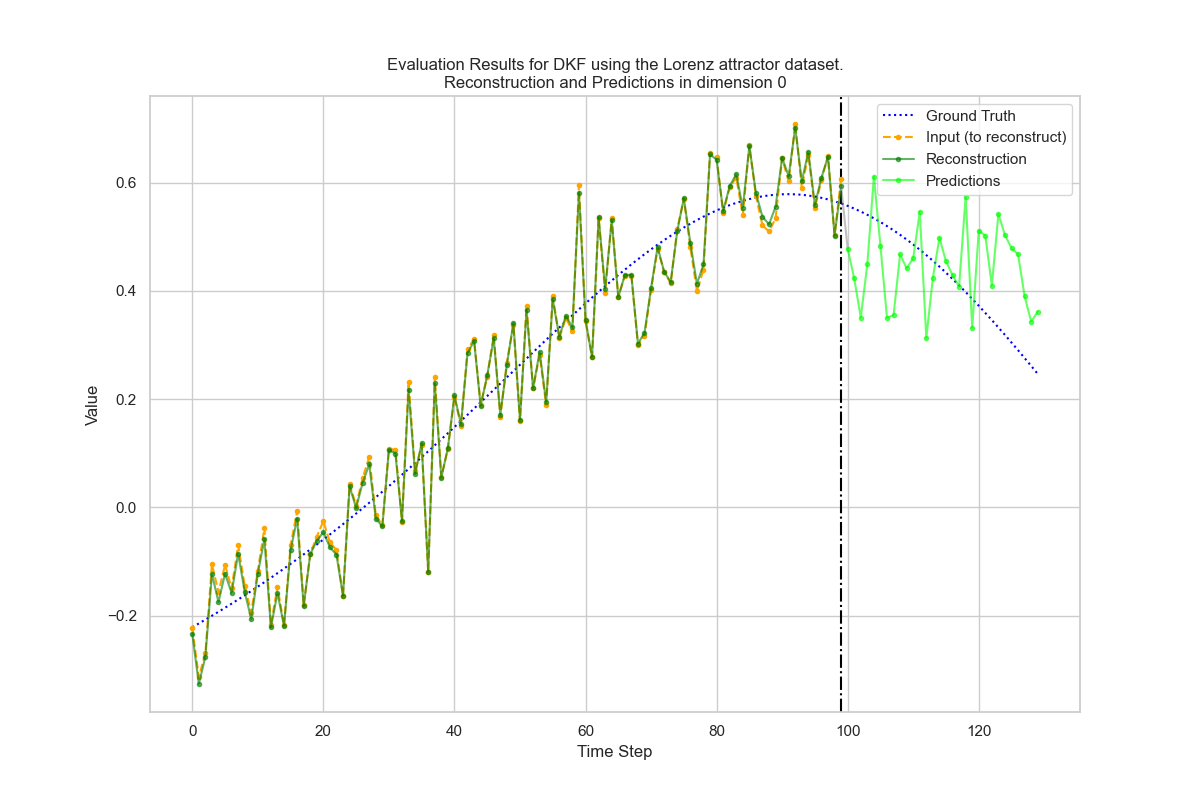 Evaluation Results for DKF using the Lorenz attractor dataset.
Reconstruction and Predictions in dimension 0
Ground Truth
Input (to reconstruct)
Reconstruction
Predictions
Value
0.6
0.4
0.2
0.0
−0.2
0 20 40 60 80 100 120
Time Step